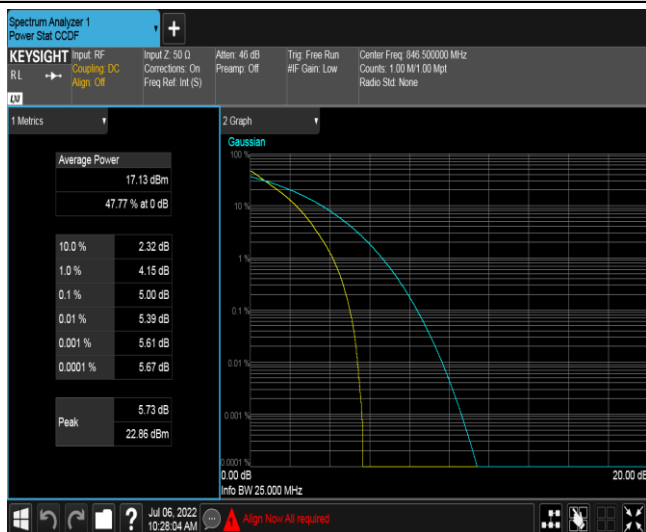 Spectrum Analyzer 1
Power Stat CCDF
+
KEYSIGHT
RL
LXI
Input: RF
Coupling: DC
Align: Off
Input Z: 50 Ω
Corrections: On
Freq Ref: Int (S)
Atten: 46 dB
Preamp: Off
Trig: Free Run
#IF Gain: Low
Center Freq: 846.500000 MHz
Counts: 1.00 M/1.00 Mpt
Radio Std: None
1 Metrics
Average Power
17.13 dBm
47.77 % at 0 dB
10.0 % 2.32 dB
1.0 % 4.15 dB
0.1 % 5.00 dB
0.01 % 5.39 dB
0.001 % 5.61 dB
0.0001 % 5.67 dB
Peak
5.73 dB
22.86 dBm
2 Graph
Gaussian
100 %
10 %
1 %
0.1 %
0.01 %
0.001 %
0.0001 %
0.00 dB 20.00 dB
Info BW 25.000 MHz
? Jul 06, 2022
10:28:04 AM
Align Now All required